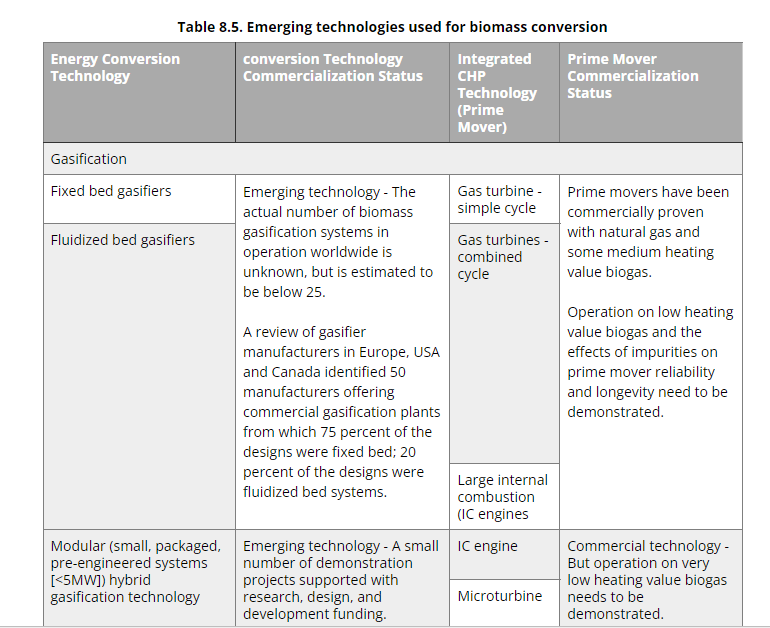 Table 8.5. Emerging technologies used for biomass conversion
Energy Conversion
Technology
conversion Technology
Commercialization Status
Integrated
CHP
Technology
(Prime
Mover)
Prime Mover
Commercialization
Status
Gasification
Fixed bed gasifiers
Fluidized bed gasifiers
Emerging technology - The
actual number of biomass
gasification systems in
operation worldwide is
unknown, but is estimated to
be below 25.
A review of gasifier
manufacturers in Europe, USA
and Canada identified 50
manufacturers offering
commercial gasification plants
from which 75 percent of the
designs were fixed bed; 20
percent of the designs were
fluidized bed systems.
Gas turbine -
simple cycle
Gas turbines -
combined
cycle
Large internal
combustion
(IC engines
Prime movers have been
commercially proven
with natural gas and
some medium heating
value biogas.
Operation on low heating
value biogas and the
effects of impurities on
prime mover reliability
and longevity need to be
demonstrated.
Modular (small, packaged,
pre-engineered systems
[<5MW]) hybrid
gasification technology
Emerging technology - A small
number of demonstration
projects supported with
research, design, and
development funding.
IC engine
Microturbine
Commercial technology -
But operation on very
low heating value biogas
needs to be
demonstrated.